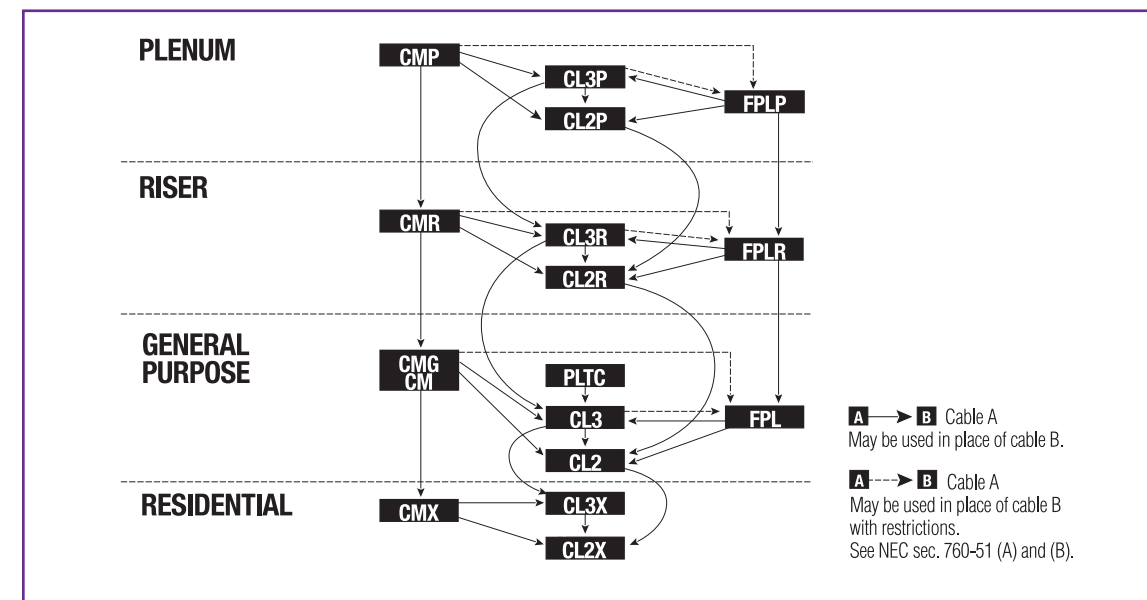 PLENUM
CMP
CL3P
FPLP
CL2P
RISER
CMR
CL3R
FPLR
CL2R
GENERAL
PURPOSE
CMG
CM
PLTC
CL3
FPL
CL2
RESIDENTIAL
CMX
CL3X
CL2X
A B Cable A
May be used in place of cable B.
A B Cable A
May be used in place of cable B
with restrictions.
See NEC sec. 760-51 (A) and (B).